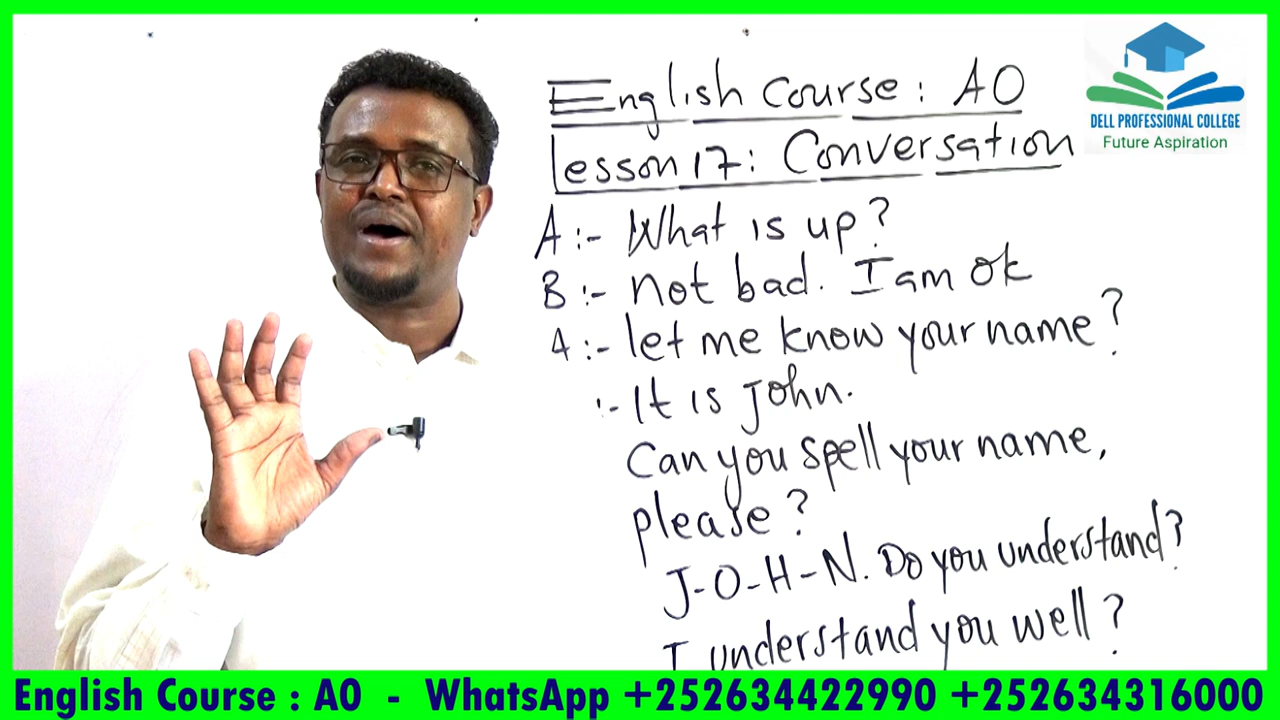 English Course : A0
Lesson 17 : Conversation
DELL PROFESSIONAL COLLEGE
Future Aspiration
A :- What is up?
B :- not bad. I am ok
A :- let me know your name?
:- It is John.
Can you spell your name,
please?
J-O-H-N. Do you understand?
I understand you well?
English Course : A0 - WhatsApp +252634422990 +252634316000